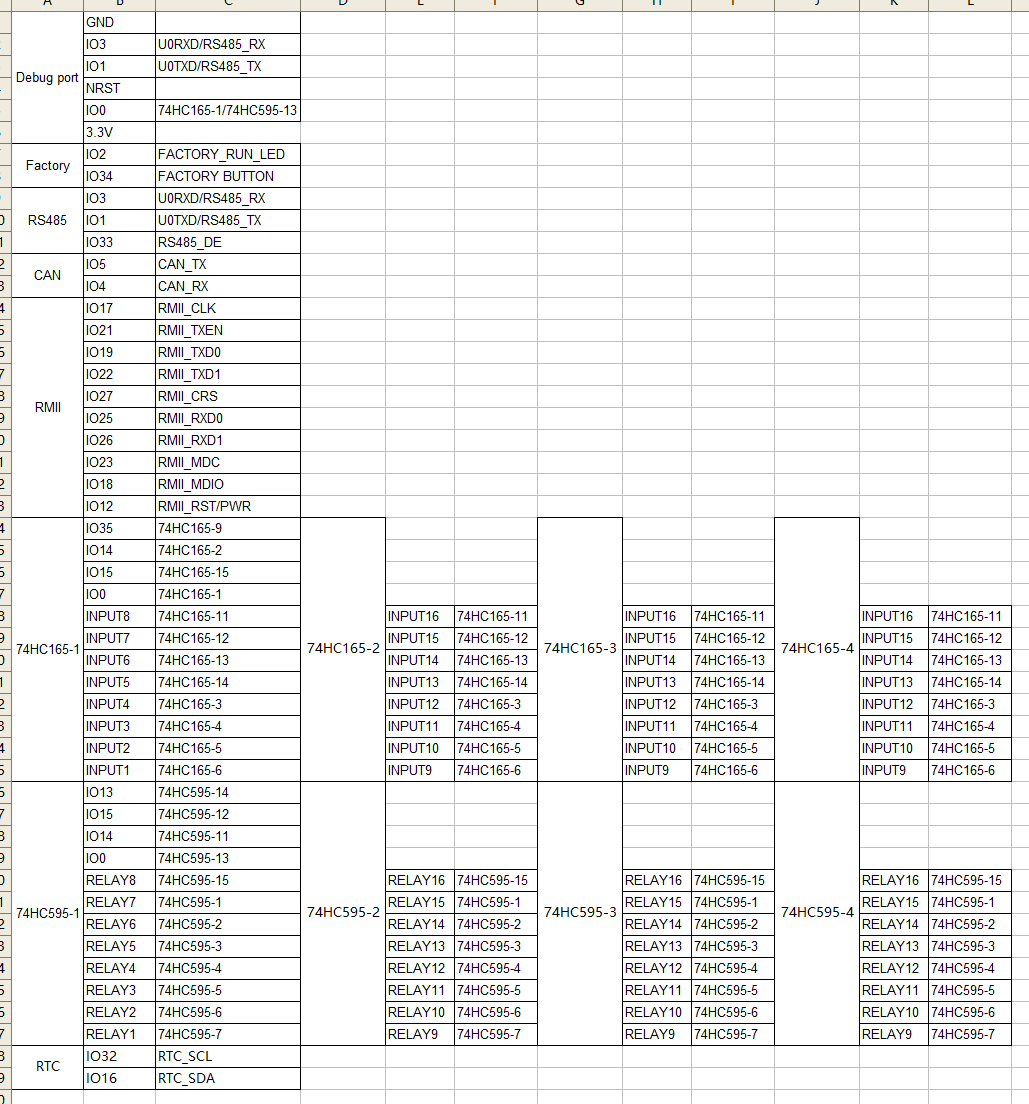 A B C D E F G H I J K L
GND
IO3 U0RXD/RS485_RX
IO1 U0TXD/RS485_TX
Debug port
NRST
IO0 74HC165-1/74HC595-13
3.3V
IO2 FACTORY_RUN_LED
Factory
IO34 FACTORY BUTTON
IO3 U0RXD/RS485_RX
RS485 IO1 U0TXD/RS485_TX
IO33 RS485_DE
IO5 CAN_TX
CAN
IO4 CAN_RX
IO17 RMII_CLK
IO21 RMII_TXEN
IO19 RMII_TXD0
IO22 RMII_TXD1
IO27 RMII_CRS
RMII
IO25 RMII_RXD0
IO26 RMII_RXD1
IO23 RMII_MDC
IO18 RMII_MDIO
IO12 RMII_RST/PWR
IO35 74HC165-9
IO14 74HC165-2
IO15 74HC165-15
IO0 74HC165-1
INPUT8 74HC165-11 INPUT16 74HC165-11 INPUT16 74HC165-11 INPUT16 74HC165-11
INPUT7 74HC165-12 INPUT15 74HC165-12 INPUT15 74HC165-12 INPUT15 74HC165-12
74HC165-1 74HC165-2 74HC165-3 74HC165-4
INPUT6 74HC165-13 INPUT14 74HC165-13 INPUT14 74HC165-13 INPUT14 74HC165-13
INPUT5 74HC165-14 INPUT13 74HC165-14 INPUT13 74HC165-14 INPUT13 74HC165-14
INPUT4 74HC165-3 INPUT12 74HC165-3 INPUT12 74HC165-3 INPUT12 74HC165-3
INPUT3 74HC165-4 INPUT11 74HC165-4 INPUT11 74HC165-4 INPUT11 74HC165-4
INPUT2 74HC165-5 INPUT10 74HC165-5 INPUT10 74HC165-5 INPUT10 74HC165-5
INPUT1 74HC165-6 INPUT9 74HC165-6 INPUT9 74HC165-6 INPUT9 74HC165-6
IO13 74HC595-14
IO15 74HC595-12
IO14 74HC595-11
IO0 74HC595-13
RELAY8 74HC595-15 RELAY16 74HC595-15 RELAY16 74HC595-15 RELAY16 74HC595-15
RELAY7 74HC595-1 RELAY15 74HC595-1 RELAY15 74HC595-1 RELAY15 74HC595-1
74HC595-1 74HC595-2 74HC595-3 74HC595-4
RELAY6 74HC595-2 RELAY14 74HC595-2 RELAY14 74HC595-2 RELAY14 74HC595-2
RELAY5 74HC595-3 RELAY13 74HC595-3 RELAY13 74HC595-3 RELAY13 74HC595-3
RELAY4 74HC595-4 RELAY12 74HC595-4 RELAY12 74HC595-4 RELAY12 74HC595-4
RELAY3 74HC595-5 RELAY11 74HC595-5 RELAY11 74HC595-5 RELAY11 74HC595-5
RELAY2 74HC595-6 RELAY10 74HC595-6 RELAY10 74HC595-6 RELAY10 74HC595-6
RELAY1 74HC595-7 RELAY9 74HC595-7 RELAY9 74HC595-7 RELAY9 74HC595-7
IO32 RTC_SCL
RTC
IO16 RTC_SDA